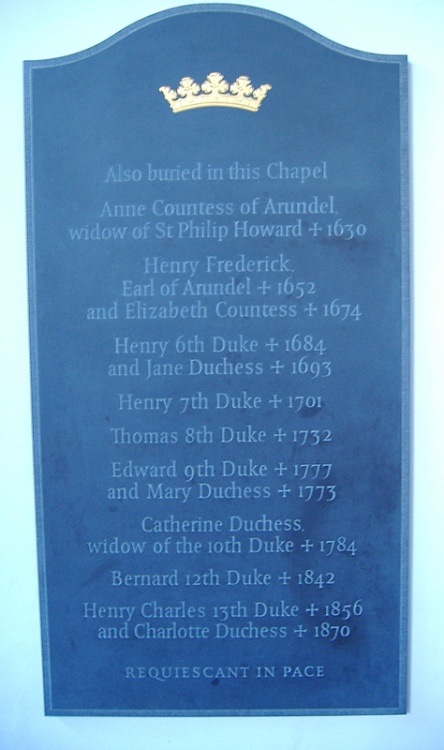 Also buried in this Chapel
Anne Countess of Arundel,
widow of St Philip Howard + 1630
Henry Frederick,
Earl of Arundel + 1652
and Elizabeth Countess + 1674
Henry 6th Duke + 1684
and Jane Duchess + 1693
Henry 7th Duke + 1701
Thomas 8th Duke + 1732
Edward 9th Duke + 1777
and Mary Duchess + 1773
Catherine Duchess,
widow of the 10th Duke + 1784
Bernard 12th Duke + 1842
Henry Charles 13th Duke + 1856
and Charlotte Duchess + 1870
REQUIESCANT IN PACE